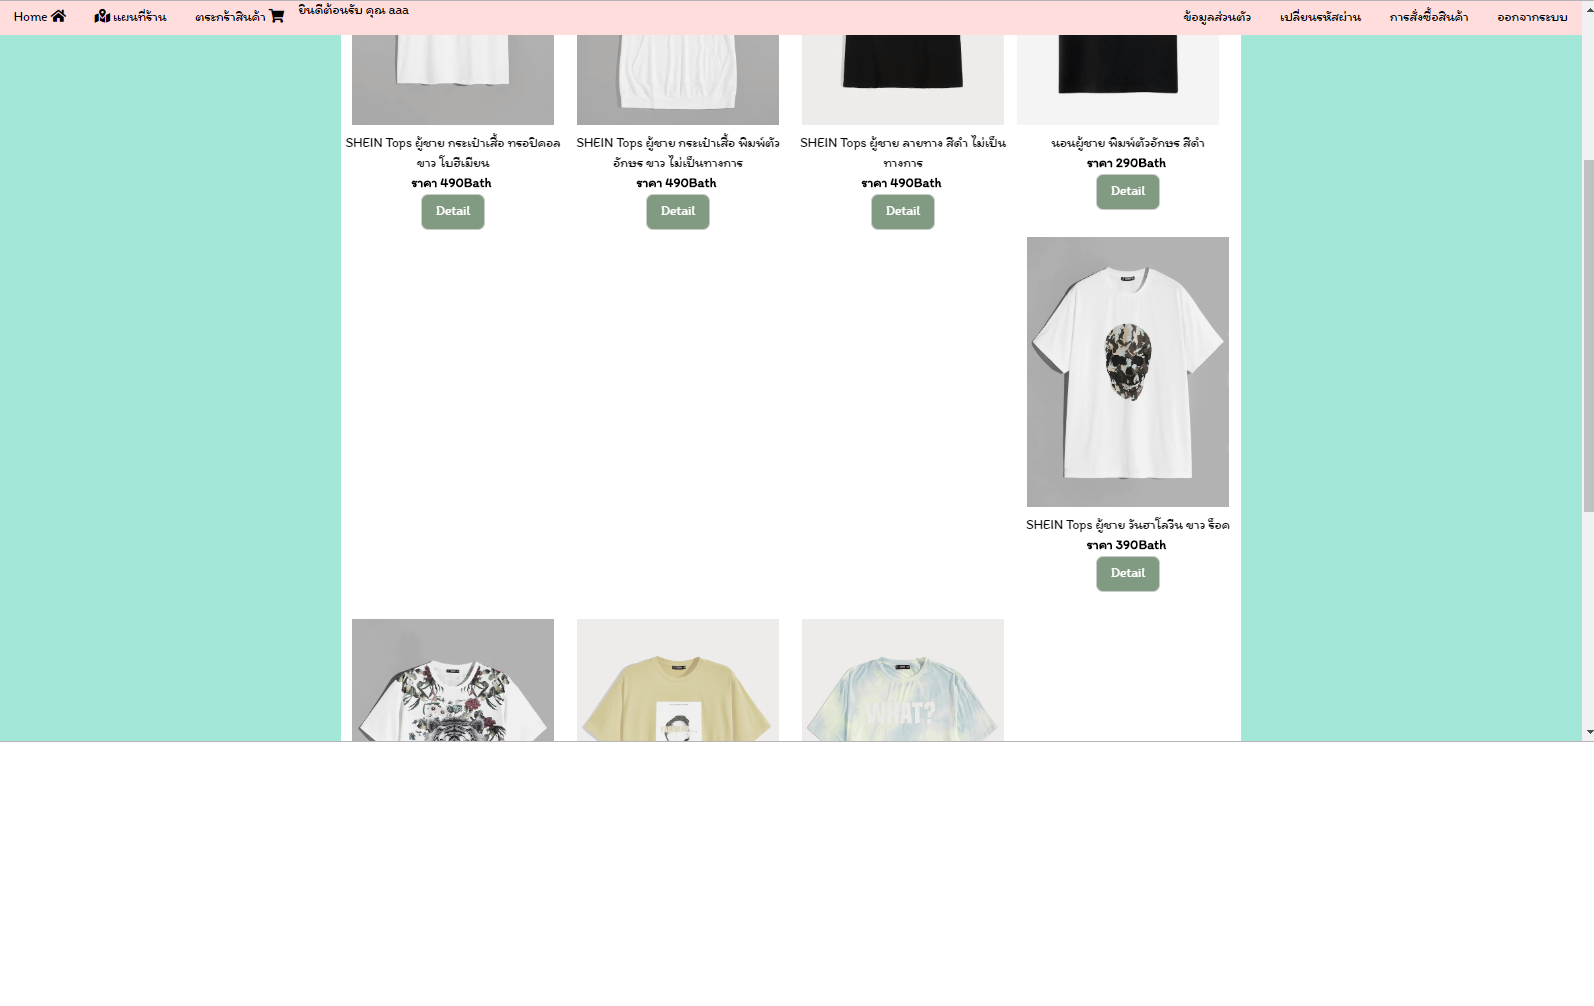 Home
แผนที่ร้าน
ตระกร้าสินค้า
ยินดีต้อนรับ คุณ aaa
ข้อมูลส่วนตัว
เปลี่ยนรหัสผ่าน
การสั่งซื้อสินค้า
ออกจากระบบ
SHEIN Tops ผู้ชาย กระเป๋าเสื้อ ทรอปิคอล
ขาว โบฮีเมียน
ราคา 490Bath
Detail
SHEIN Tops ผู้ชาย กระเป๋าเสื้อ พิมพ์ตัว
อักษร ขาว ไม่เป็นทางการ
ราคา 490Bath
Detail
SHEIN Tops ผู้ชาย ลายทาง สีดำ ไม่เป็น
ทางการ
ราคา 490Bath
Detail
นอนผู้ชาย พิมพ์ตัวอักษร สีดำ
ราคา 290Bath
Detail
SHEIN Tops ผู้ชาย วันฮาโลวีน ขาว ร็อค
ราคา 390Bath
Detail
WHAT?